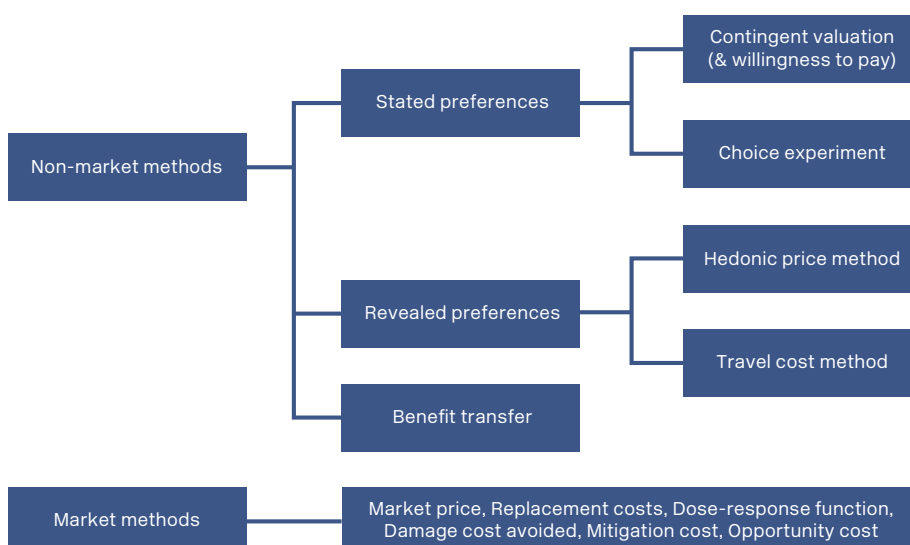 Contingent valuation
(& willingness to pay)
Stated preferences
Non-market methods
Choice experiment
Hedonic price method
Revealed preferences
Travel cost method
Benefit transfer
Market methods
Market price, Replacement costs, Dose-response function,
Damage cost avoided, Mitigation cost, Opportunity cost